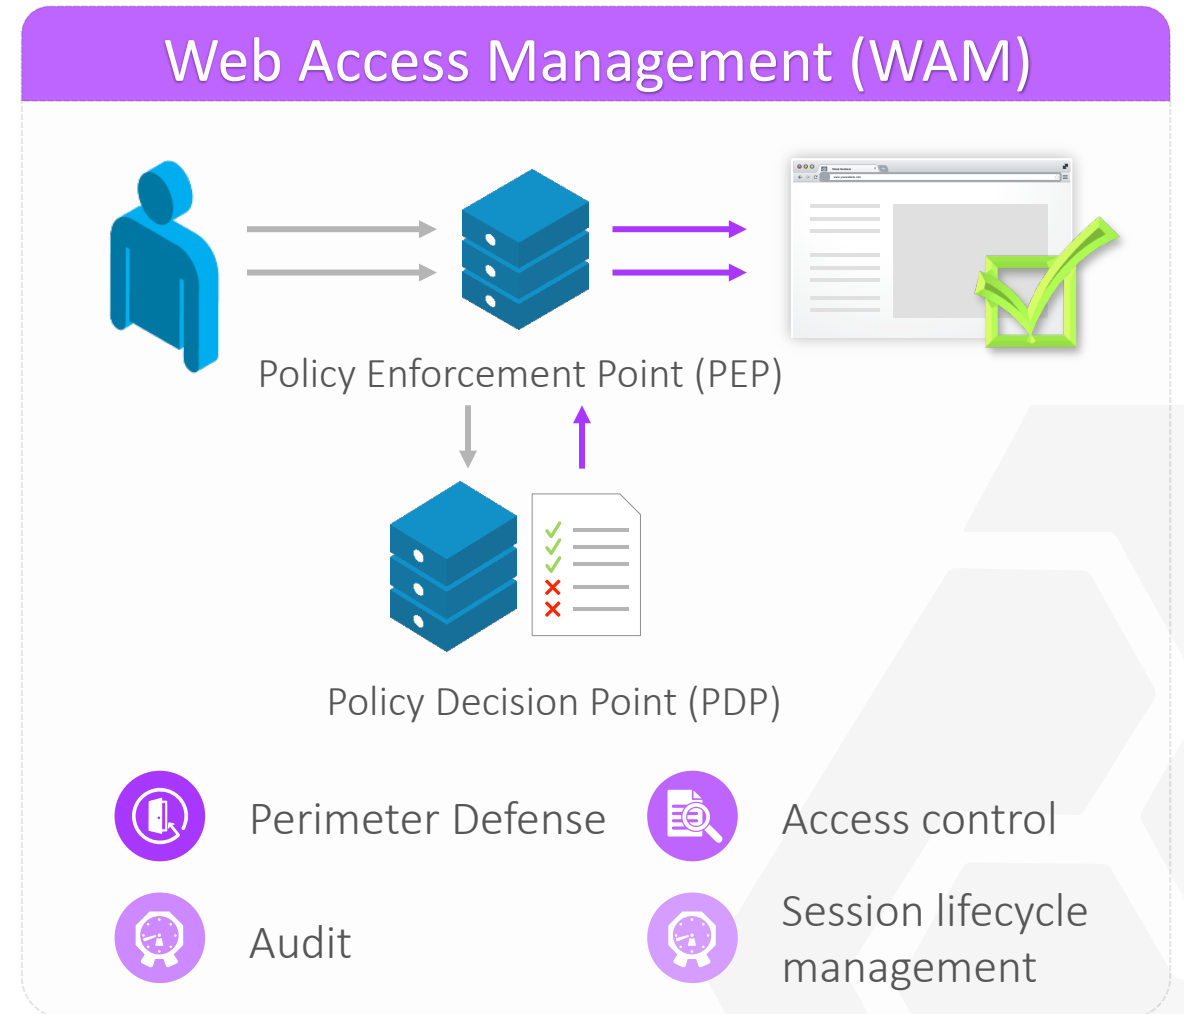 Web Access Management (WAM)
Policy Enforcement Point (PEP)
Policy Decision Point (PDP)
Perimeter Defense
Access control
Audit
Session lifecycle
management